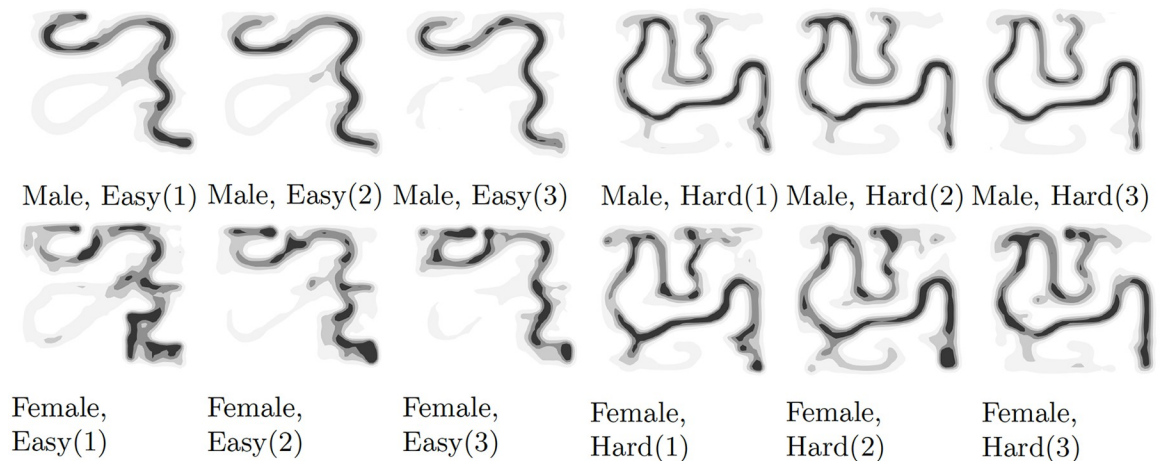 Male, Easy(1) Male, Easy(2) Male, Easy(3) Male, Hard(1) Male, Hard(2) Male, Hard(3)
Female, Female, Female, Female, Female, Female,
Easy(1) Easy(2) Easy(3) Hard(1) Hard(2) Hard(3)